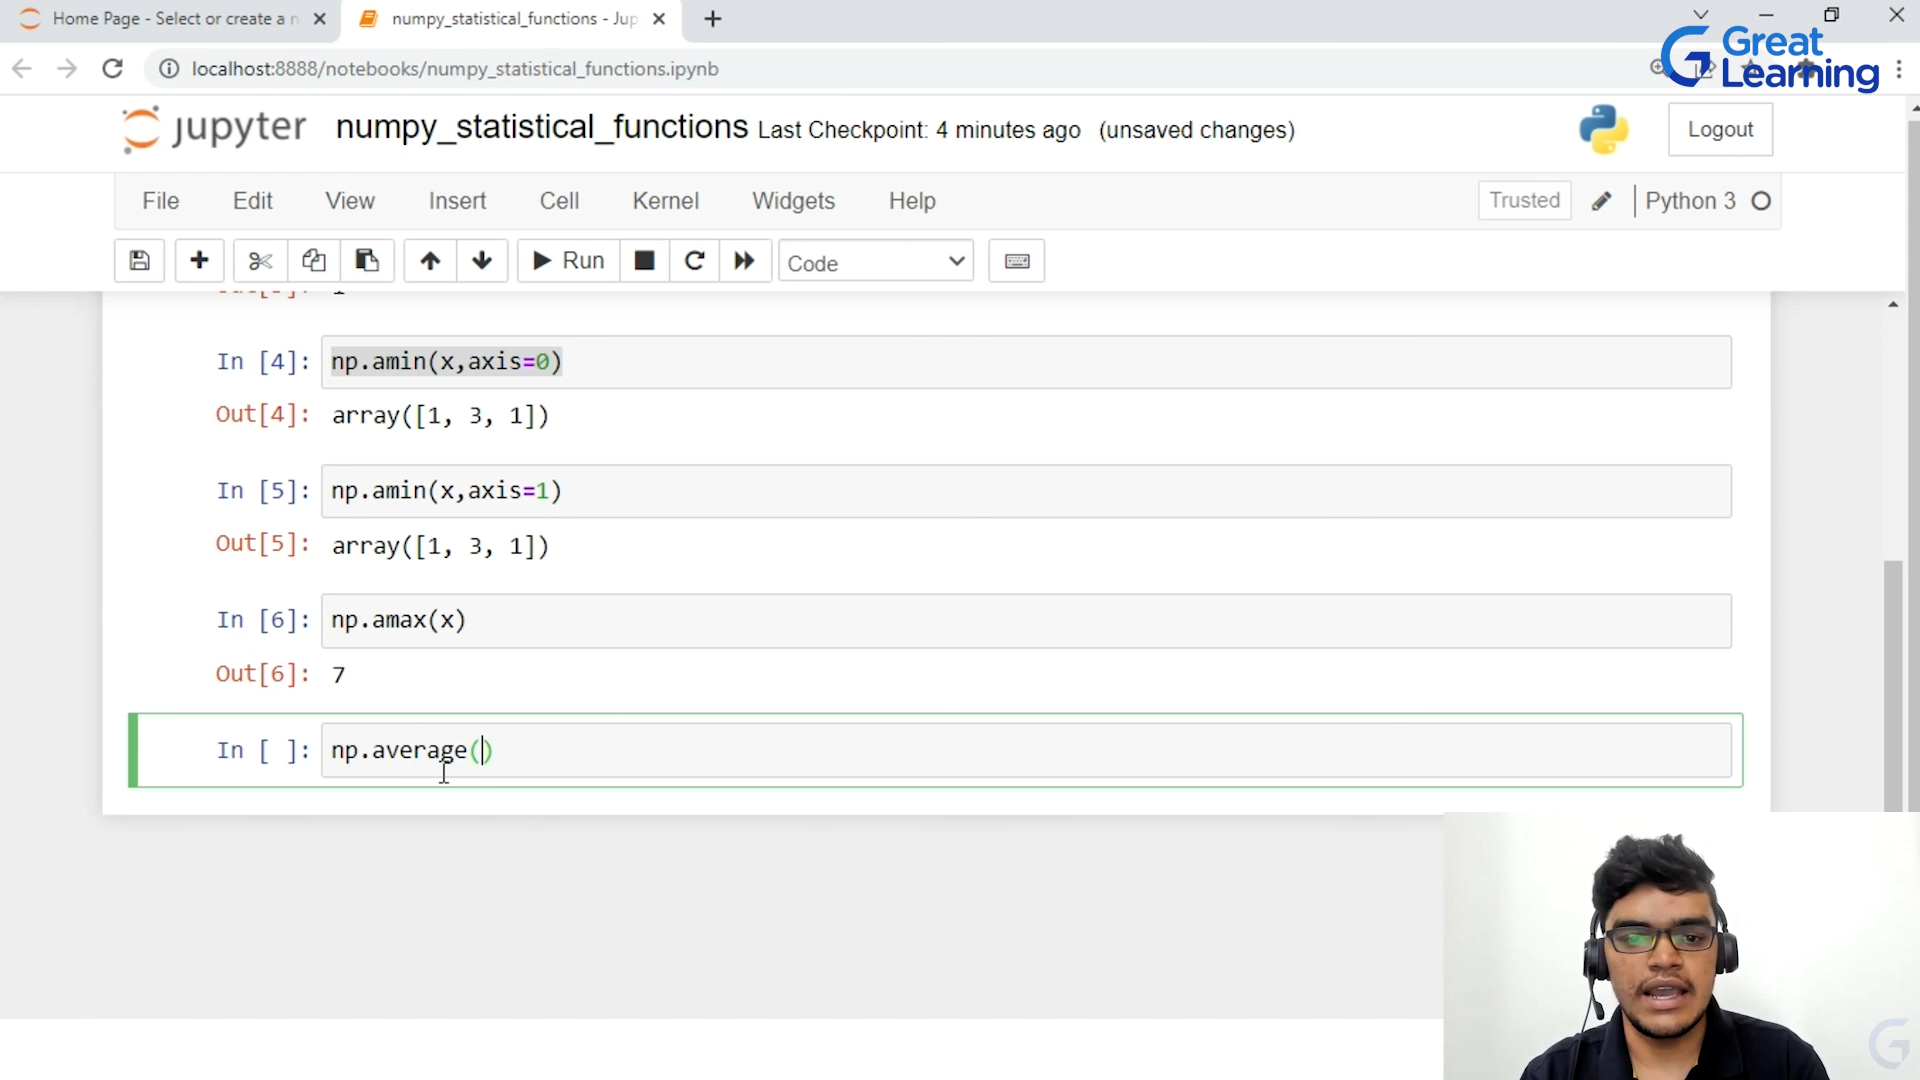 Home Page - Select or create a n
numpy_statistical_functions - Jup
localhost:8888/notebooks/numpy_statistical_functions.ipynb
Great Learning
jupyter numpy_statistical_functions Last Checkpoint: 4 minutes ago (unsaved changes)
Logout
File Edit View Insert Cell Kernel Widgets Help
Trusted Python 3
Run Code
In [4]: np.amin(x,axis=0)
Out[4]: array([1, 3, 1])
In [5]: np.amin(x,axis=1)
Out[5]: array([1, 3, 1])
In [6]: np.amax(x)
Out[6]: 7
In [ ]: np.average()